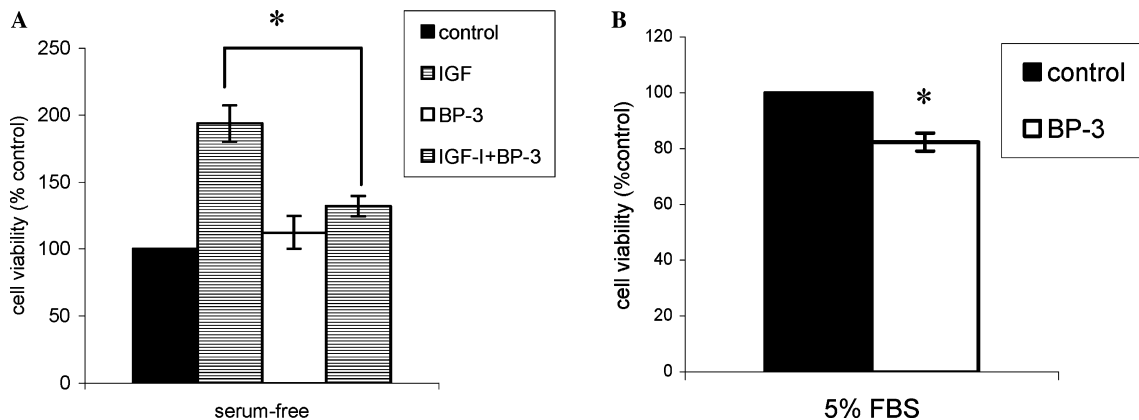 A
*
cell viability (% control)
250
200
150
100
50
0
serum-free
control
IGF
BP-3
IGF-I+BP-3
B
cell viability (%control)
120
100
80
60
40
20
0
*
5% FBS
control
BP-3